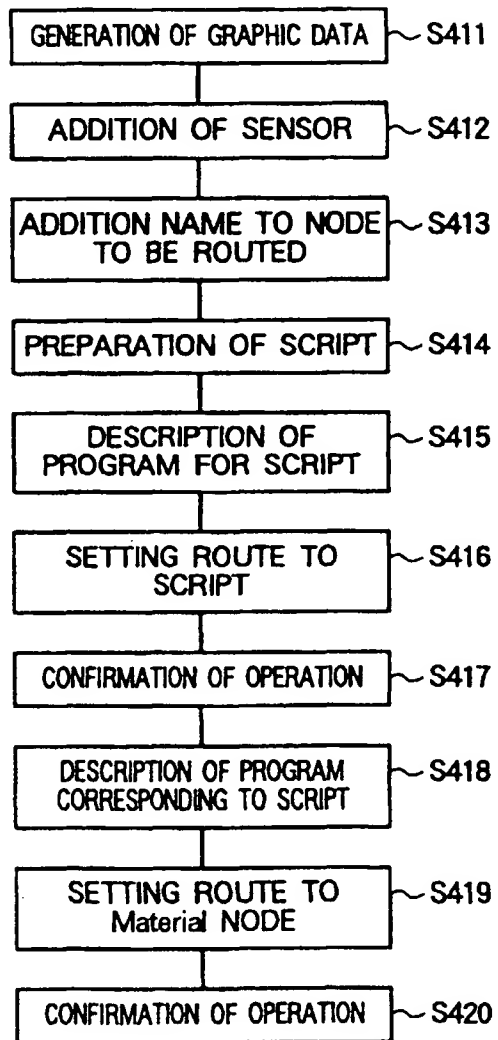 GENERATION OF GRAPHIC DATA S411
ADDITION OF SENSOR S412
ADDITION NAME TO NODE S413
TO BE ROUTED
PREPARATION OF SCRIPT S414
DESCRIPTION OF S415
PROGRAM FOR SCRIPT
SETTING ROUTE TO S416
SCRIPT
CONFIRMATION OF OPERATION S417
DESCRIPTION OF PROGRAM S418
CORRESPONDING TO SCRIPT
SETTING ROUTE TO S419
Material NODE
CONFIRMATION OF OPERATION S420